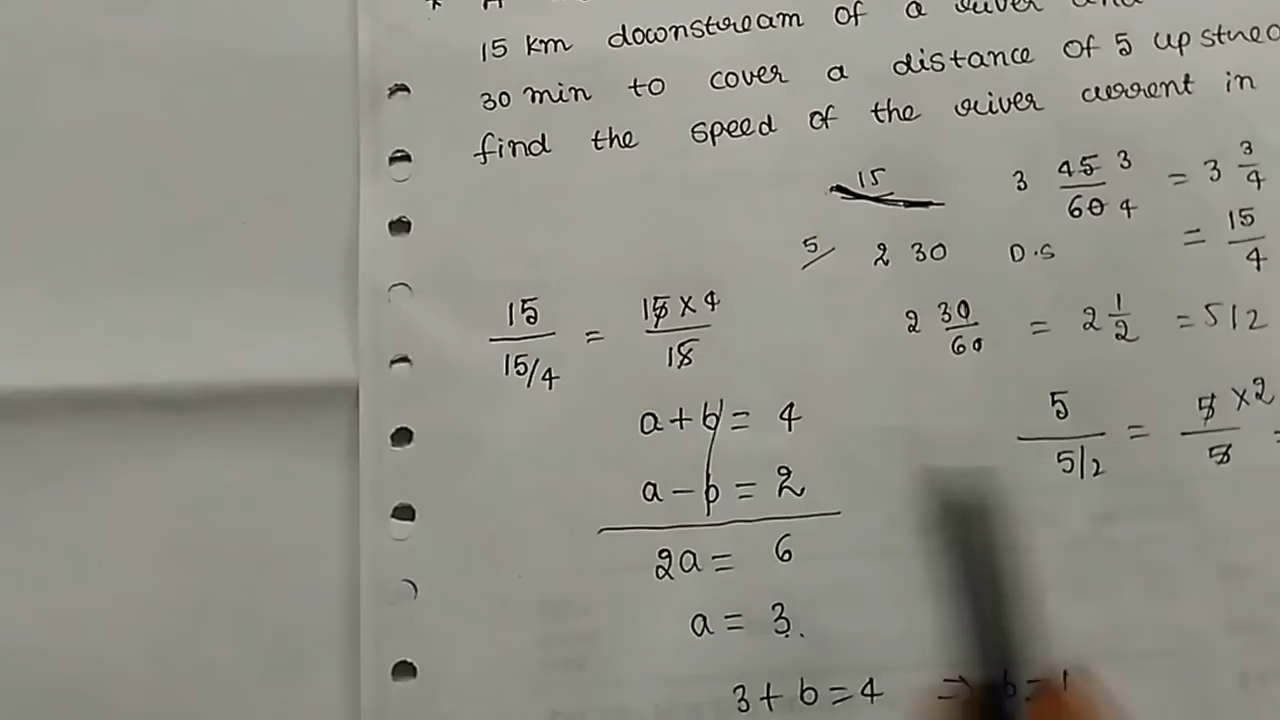 15 km downstream of a river and
30 min to cover a distance of 5 upstrea
find the speed of the river current in
15
3 45/60 3 4 = 3 3/4
5/ 2 30 D.S = 15/4
2 30/60 = 2 1/2 = 5/2
15 / 15/4 = 15 × 4 / 15
5 / 5/2 = 5 × 2 / 5 =
a + b = 4
a - b = 2
2a = 6
a = 3.
3 + b = 4 ⇒ b = 1